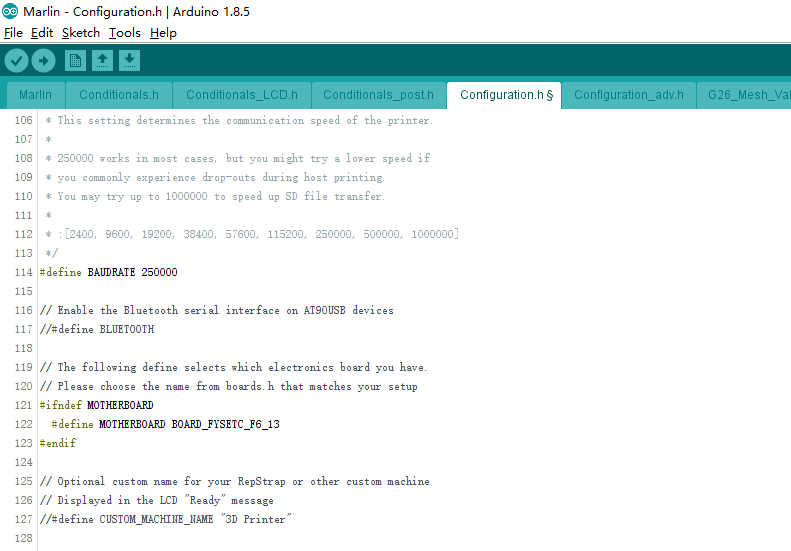 Marlin - Configuration.h | Arduino 1.8.5
File Edit Sketch Tools Help
Marlin Conditionals.h Conditionals_LCD.h Conditionals_post.h Configuration.h § Configuration_adv.h G26_Mesh_Val
106 * This setting determines the communication speed of the printer.
107 *
108 * 250000 works in most cases, but you might try a lower speed if
109 * you commonly experience drop-outs during host printing.
110 * You may try up to 1000000 to speed up SD file transfer.
111 *
112 * :[2400, 9600, 19200, 38400, 57600, 115200, 250000, 500000, 1000000]
113 */
114 #define BAUDRATE 250000
115
116 // Enable the Bluetooth serial interface on AT90USB devices
117 //#define BLUETOOTH
118
119 // The following define selects which electronics board you have.
120 // Please choose the name from boards.h that matches your setup
121 #ifndef MOTHERBOARD
122 #define MOTHERBOARD BOARD_FYSETC_F6_13
123 #endif
124
125 // Optional custom name for your RepStrap or other custom machine
126 // Displayed in the LCD "Ready" message
127 //#define CUSTOM_MACHINE_NAME "3D Printer"
128